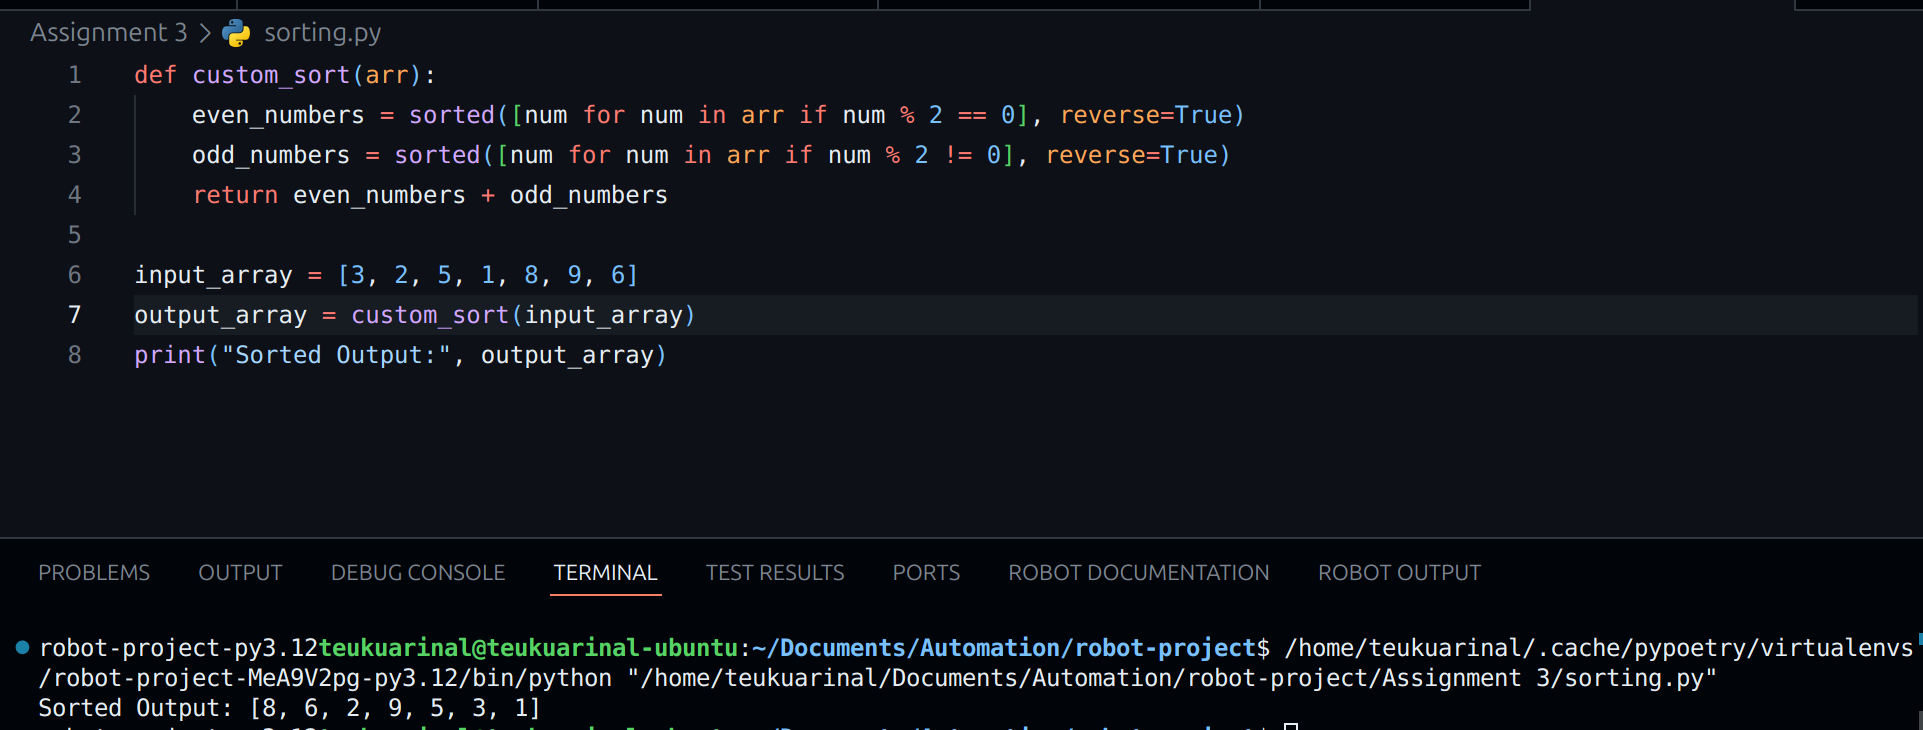 Assignment 3 > sorting.py
1 def custom_sort(arr):
2     even_numbers = sorted([num for num in arr if num % 2 == 0], reverse=True)
3     odd_numbers = sorted([num for num in arr if num % 2 != 0], reverse=True)
4     return even_numbers + odd_numbers
5
6 input_array = [3, 2, 5, 1, 8, 9, 6]
7 output_array = custom_sort(input_array)
8 print("Sorted Output:", output_array)
PROBLEMS OUTPUT DEBUG CONSOLE TERMINAL TEST RESULTS PORTS ROBOT DOCUMENTATION ROBOT OUTPUT
robot-project-py3.12teukuarinal@teukuarinal-ubuntu:~/Documents/Automation/robot-project$ /home/teukuarinal/.cache/pypoetry/virtualenvs
/robot-project-MeA9V2pg-py3.12/bin/python "/home/teukuarinal/Documents/Automation/robot-project/Assignment 3/sorting.py"
Sorted Output: [8, 6, 2, 9, 5, 3, 1]